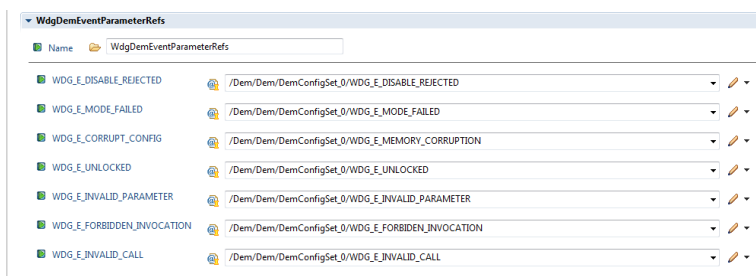 WdgDemEventParameterRefs
Name WdgDemEventParameterRefs
WDG_E_DISABLE_REJECTED /Dem/Dem/DemConfigSet_0/WDG_E_DISABLE_REJECTED
WDG_E_MODE_FAILED /Dem/Dem/DemConfigSet_0/WDG_E_MODE_FAILED
WDG_E_CORRUPT_CONFIG /Dem/Dem/DemConfigSet_0/WDG_E_MEMORY_CORRUPTION
WDG_E_UNLOCKED /Dem/Dem/DemConfigSet_0/WDG_E_UNLOCKED
WDG_E_INVALID_PARAMETER /Dem/Dem/DemConfigSet_0/WDG_E_INVALID_PARAMETER
WDG_E_FORBIDDEN_INVOCATION /Dem/Dem/DemConfigSet_0/WDG_E_FORBIDEN_INVOCATION
WDG_E_INVALID_CALL /Dem/Dem/DemConfigSet_0/WDG_E_INVALID_CALL